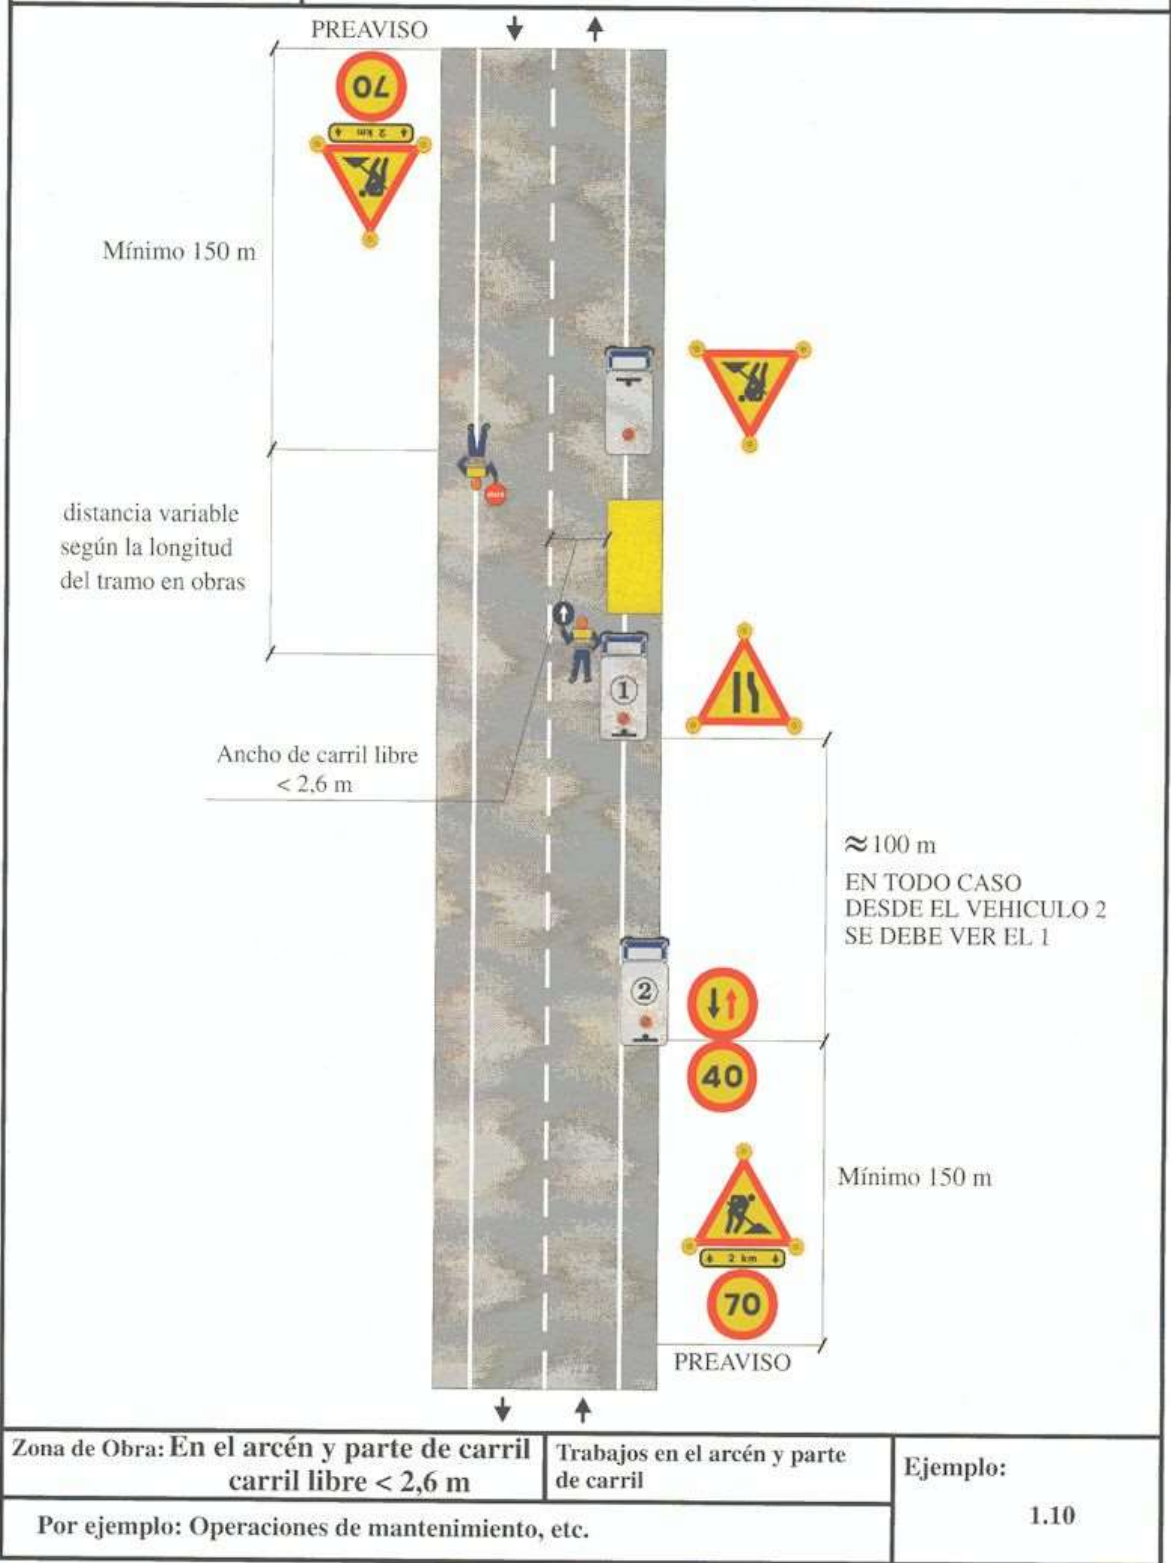 PREAVISO
70
2 km
Mínimo 150 m
distancia variable
según la longitud
del tramo en obras
1
Ancho de carril libre
< 2,6 m
≈100 m
EN TODO CASO
DESDE EL VEHICULO 2
SE DEBE VER EL 1
2
40
Mínimo 150 m
2 km
70
PREAVISO
Zona de Obra: En el arcén y parte de carril
carril libre < 2,6 m
Trabajos en el arcén y parte
de carril
Ejemplo:
1.10
Por ejemplo: Operaciones de mantenimiento, etc.